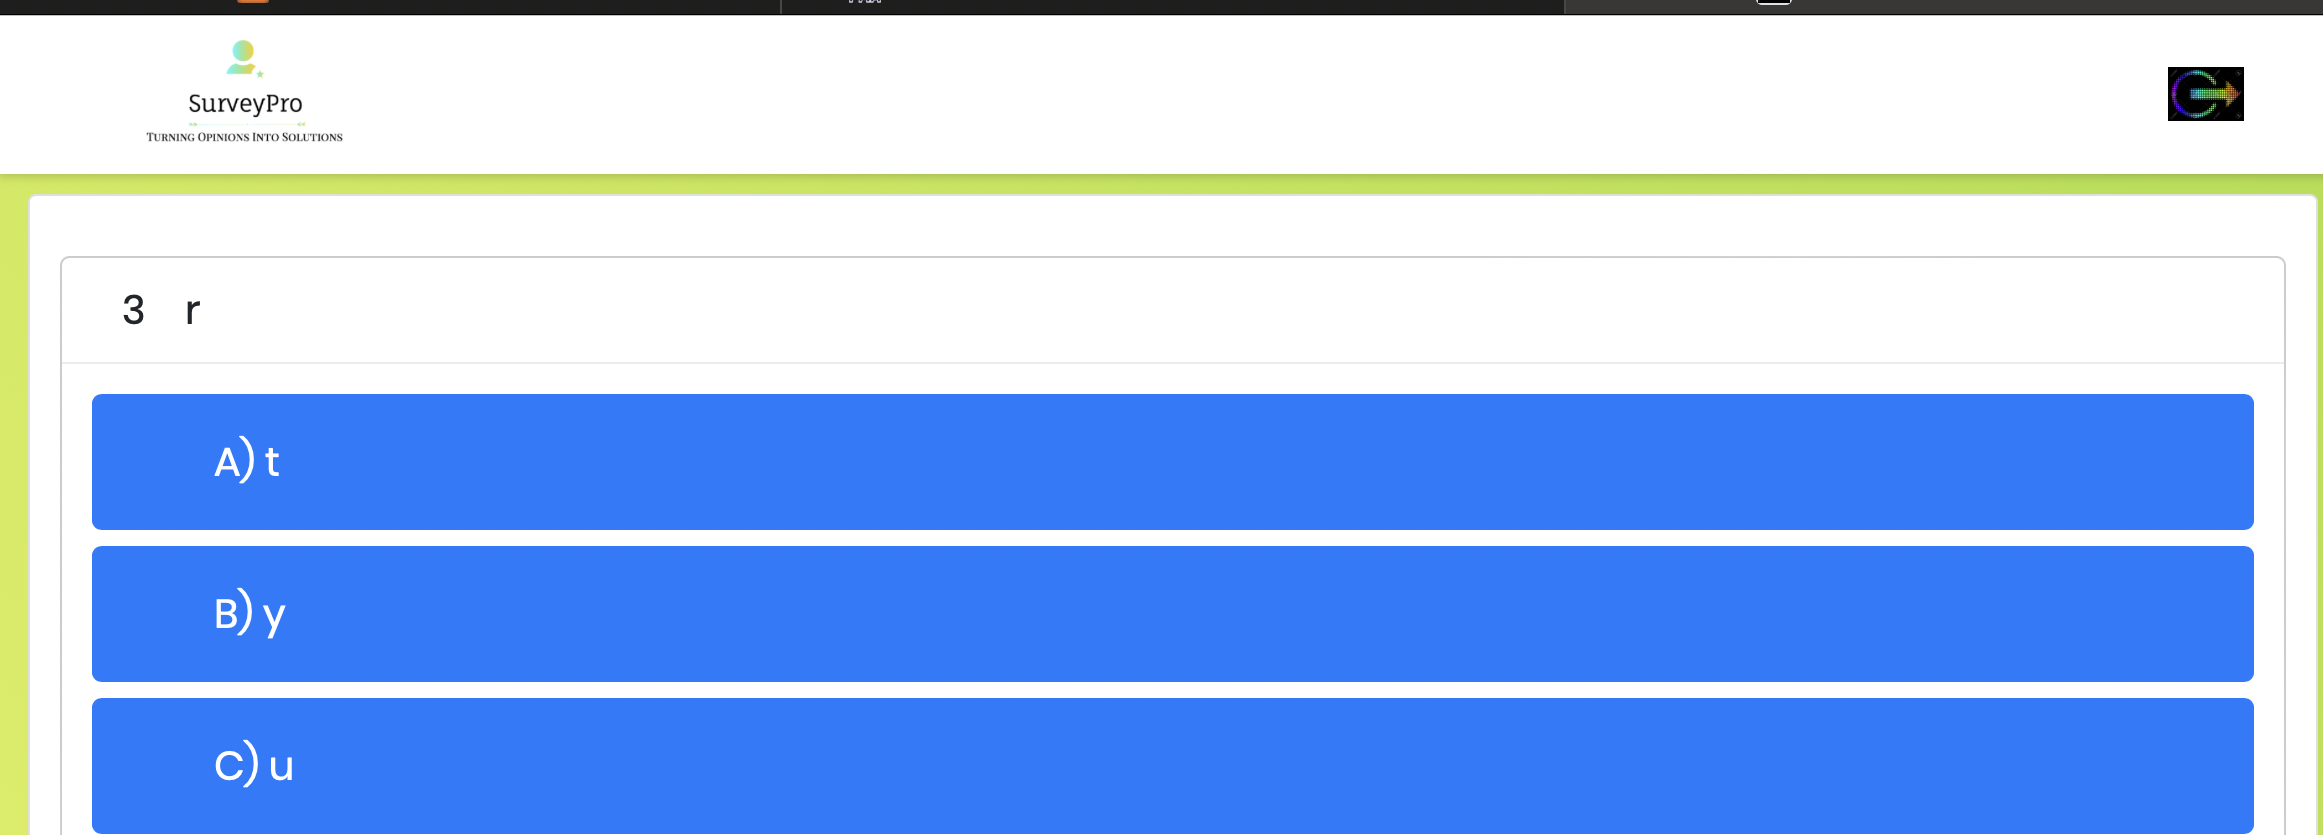 SurveyPro
TURNING OPINIONS INTO SOLUTIONS
3 r
A) t
B) y
C) u